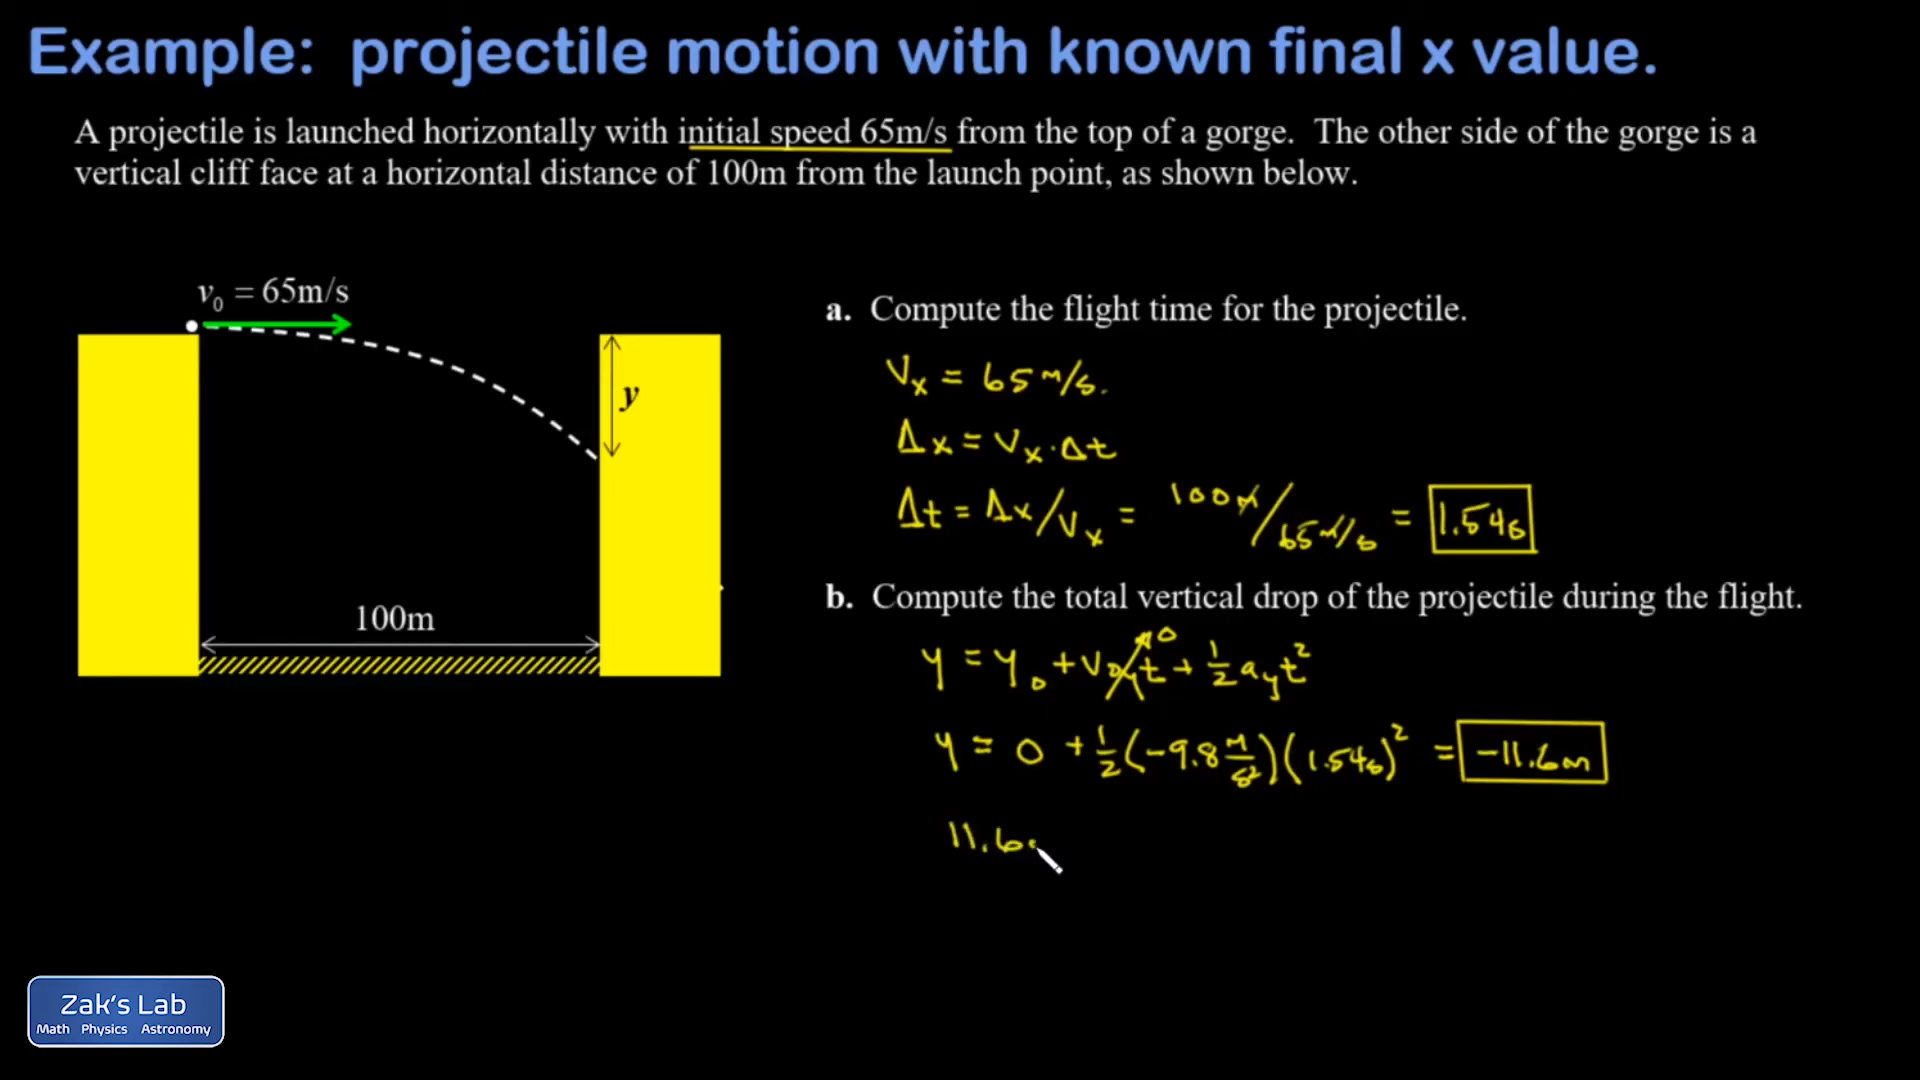 Example: projectile motion with known final x value.
A projectile is launched horizontally with initial speed 65m/s from the top of a gorge. The other side of the gorge is a
vertical cliff face at a horizontal distance of 100m from the launch point, as shown below.
v₀ = 65m/s
y
100m
a. Compute the flight time for the projectile.
Vx = 65 m/s.
Δx = Vx · Δt
Δt = Δx/Vx = 100m/65m/s = 1.54s
b. Compute the total vertical drop of the projectile during the flight.
0
y = y₀ + v₀yt + ½ayt²
y = 0 + ½(-9.8 m/s²)(1.54s)² = -11.6m
11.6
Zak's Lab
Math Physics Astronomy